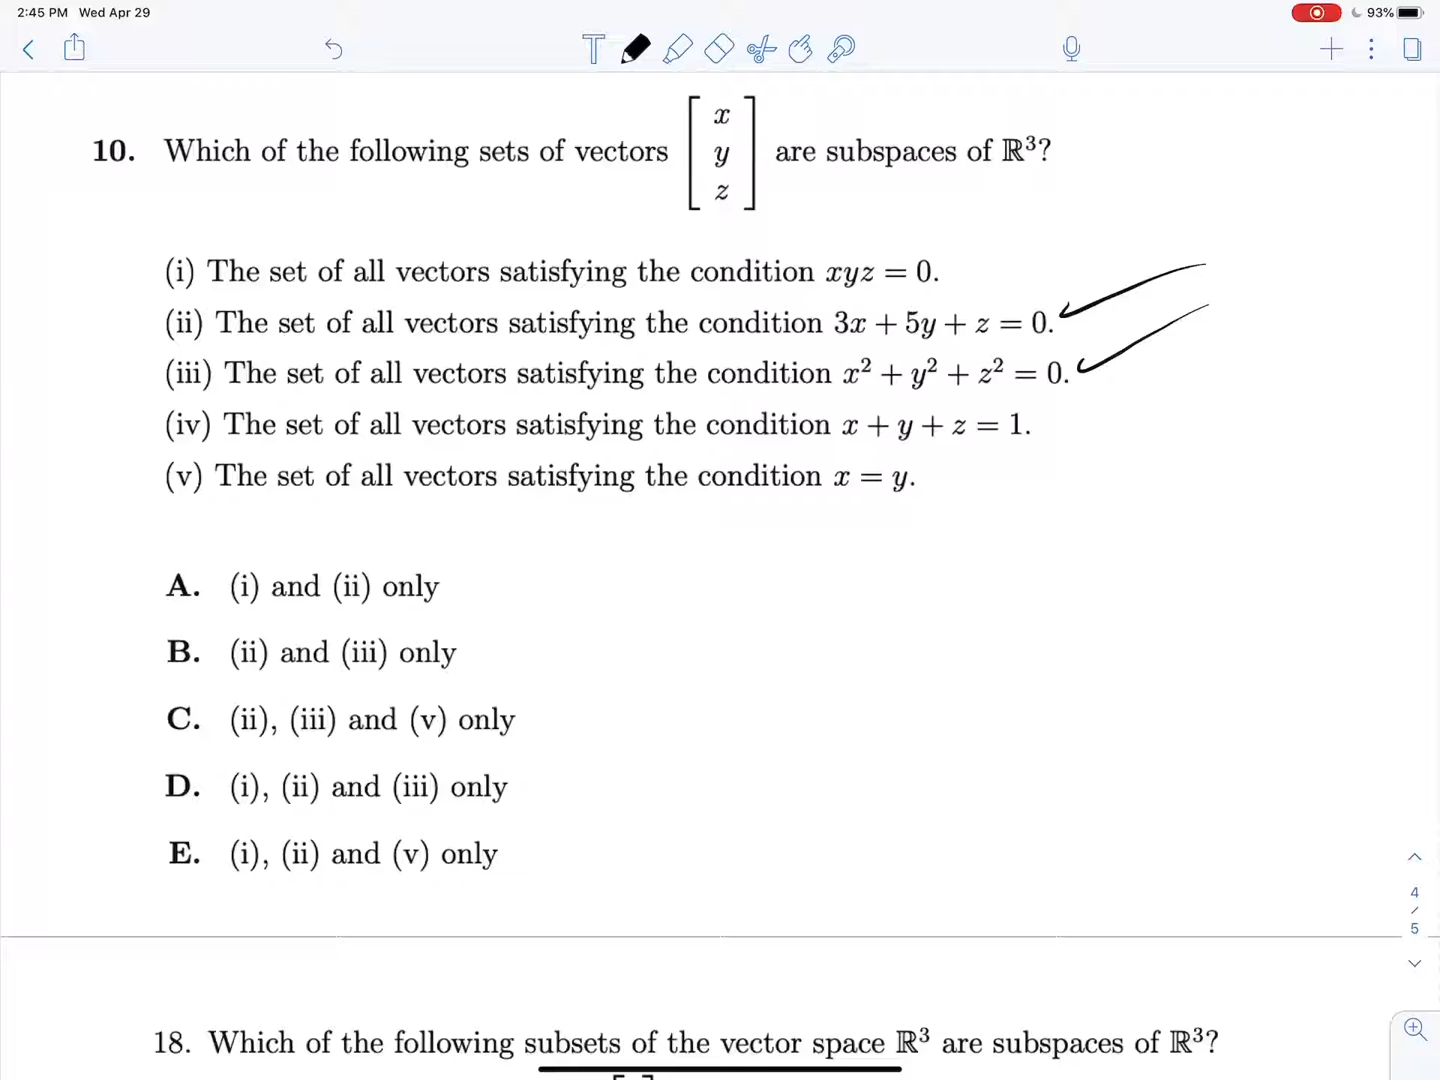 2:45 PM Wed Apr 29
93%
T
10. Which of the following sets of vectors [x y z] are subspaces of ℝ³?
(i) The set of all vectors satisfying the condition xyz = 0.
(ii) The set of all vectors satisfying the condition 3x + 5y + z = 0.
(iii) The set of all vectors satisfying the condition x² + y² + z² = 0.
(iv) The set of all vectors satisfying the condition x + y + z = 1.
(v) The set of all vectors satisfying the condition x = y.
A. (i) and (ii) only
B. (ii) and (iii) only
C. (ii), (iii) and (v) only
D. (i), (ii) and (iii) only
E. (i), (ii) and (v) only
4
/
5
18. Which of the following subsets of the vector space ℝ³ are subspaces of ℝ³?